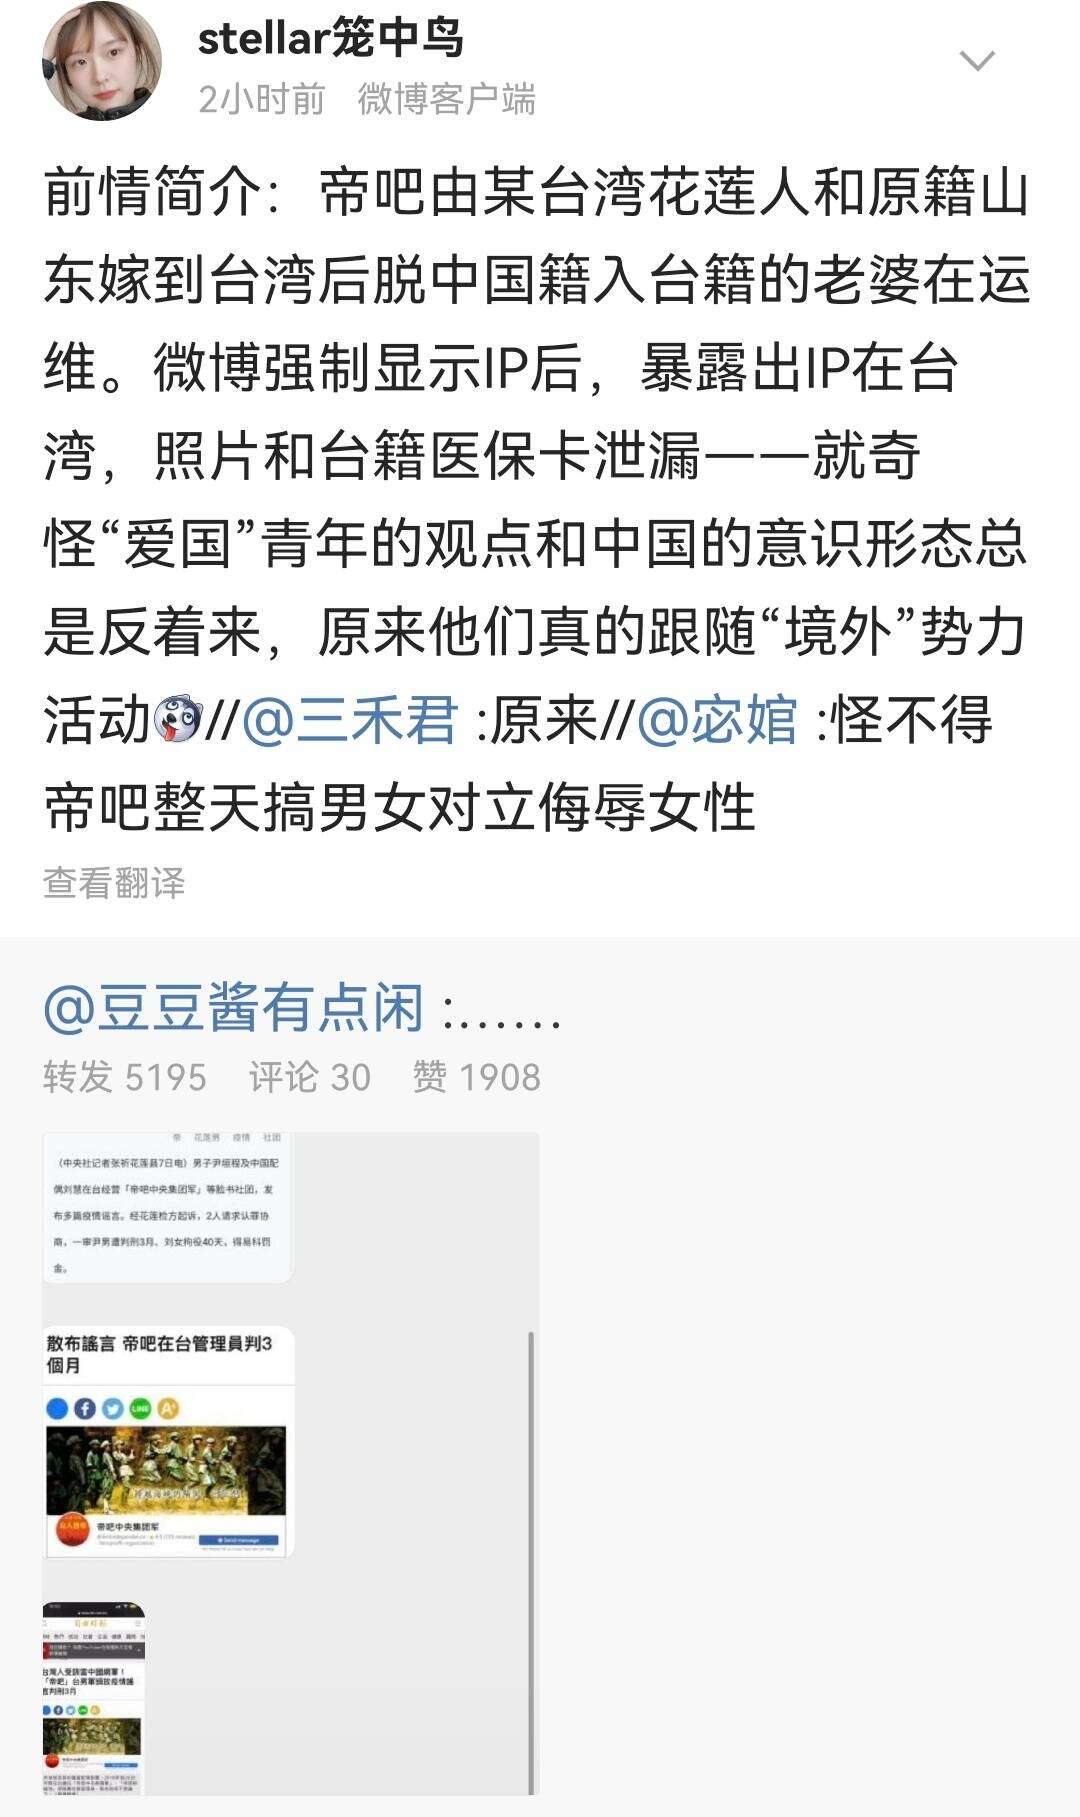 stellar笼中鸟
2小时前 微博客户端
前情简介：帝吧由某台湾花莲人和原籍山
东嫁到台湾后脱中国籍入台籍的老婆在运
维。微博强制显示IP后，暴露出IP在台
湾，照片和台籍医保卡泄漏一一就奇
怪“爱国”青年的观点和中国的意识形态总
是反着来，原来他们真的跟随“境外”势力
活动//@三禾君 :原来//@宓婠 :怪不得
帝吧整天搞男女对立侮辱女性
查看翻译
@豆豆酱有点闲 :......
转发 5195 评论 30 赞 1908
帝 花莲男 疫情 社团
（中央社记者张祈花莲县7日电）男子尹垣程及中国配
偶刘慧在台经营「帝吧中央集团军」等脸书社团，发
布多篇疫情谣言。经花莲检方起诉，2人请求认罪协
商，一审尹男遭判刑3月、刘女拘役40天，得易科罚
金。
散布謠言 帝吧在台管理員判3
個月
LINE
A+
帝吧中央集团军
Send message
台灣人受訓當中國網軍！
「帝吧」台男軍頭放疫情謠
言判刑3月